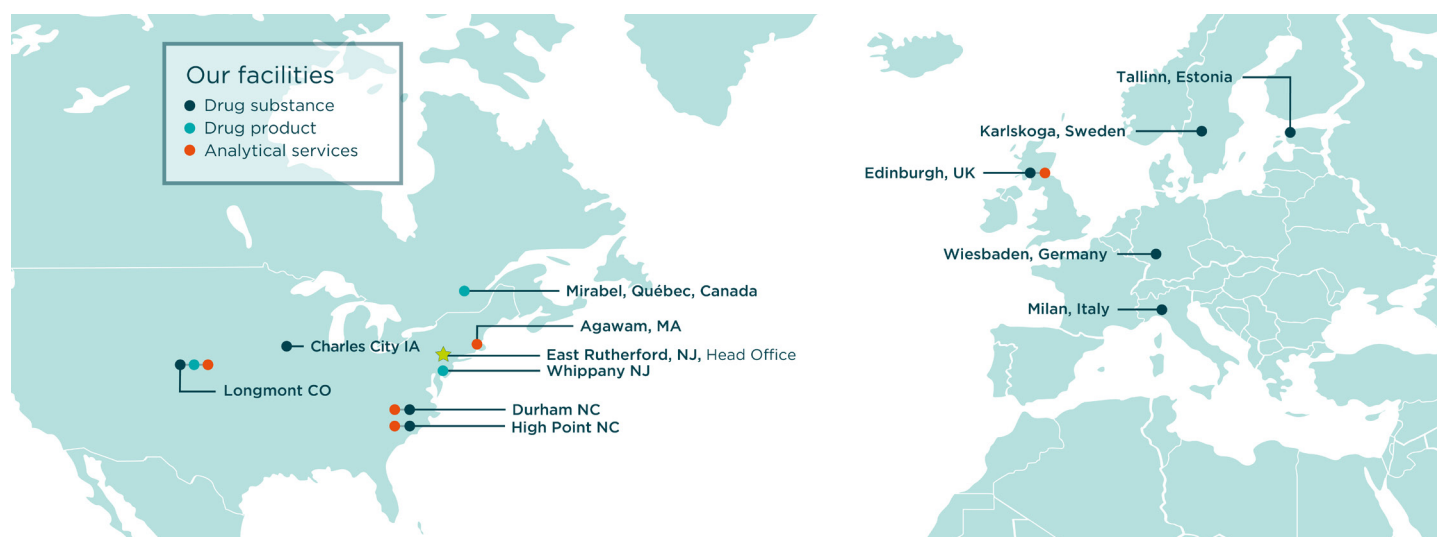 Our facilities
Drug substance
Drug product
Analytical services
Mirabel, Québec, Canada
Agawam, MA
Charles City IA
East Rutherford, NJ, Head Office
Whippany NJ
Longmont CO
Durham NC
High Point NC
Tallinn, Estonia
Karlskoga, Sweden
Edinburgh, UK
Wiesbaden, Germany
Milan, Italy